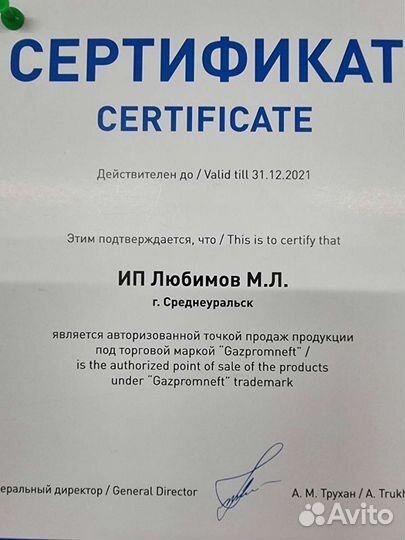 СЕРТИФИКАТ
CERTIFICATE
Действителен до / Valid till 31.12.2021
Этим подтверждается, что / This is to certify that
ИП Любимов М.Л.
г. Среднеуральск
является авторизованной точкой продаж продукции
под торговой маркой “Gazpromneft” /
is the authorized point of sale of the products
under “Gazpromneft” trademark
еральный директор / General Director
А. М. Трухан / A. Trukh
Avito